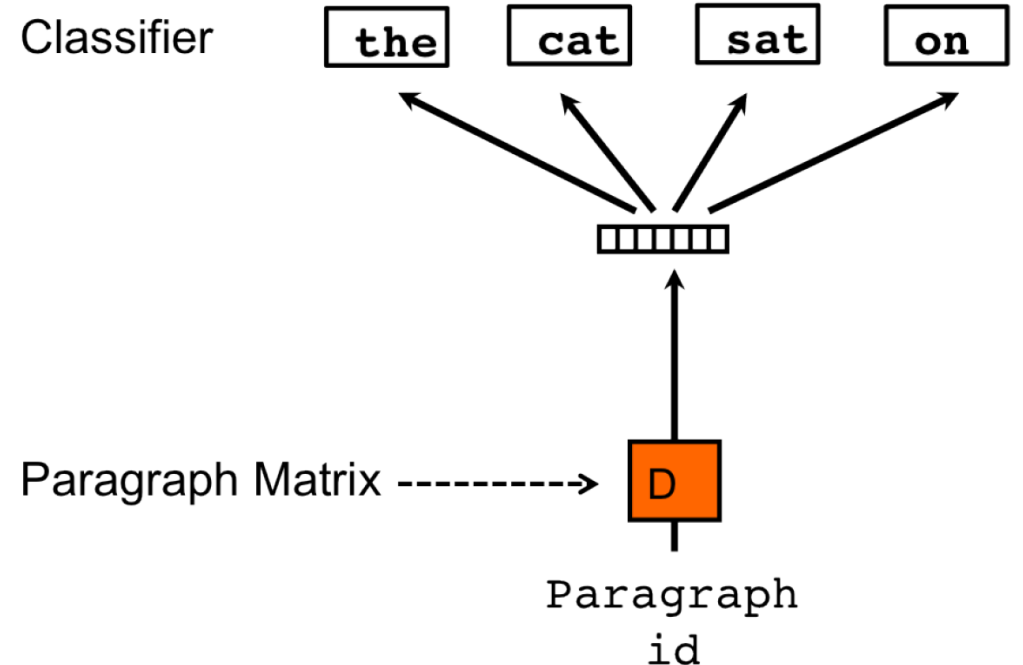 Classifier the cat sat on
Paragraph Matrix D
Paragraph
id